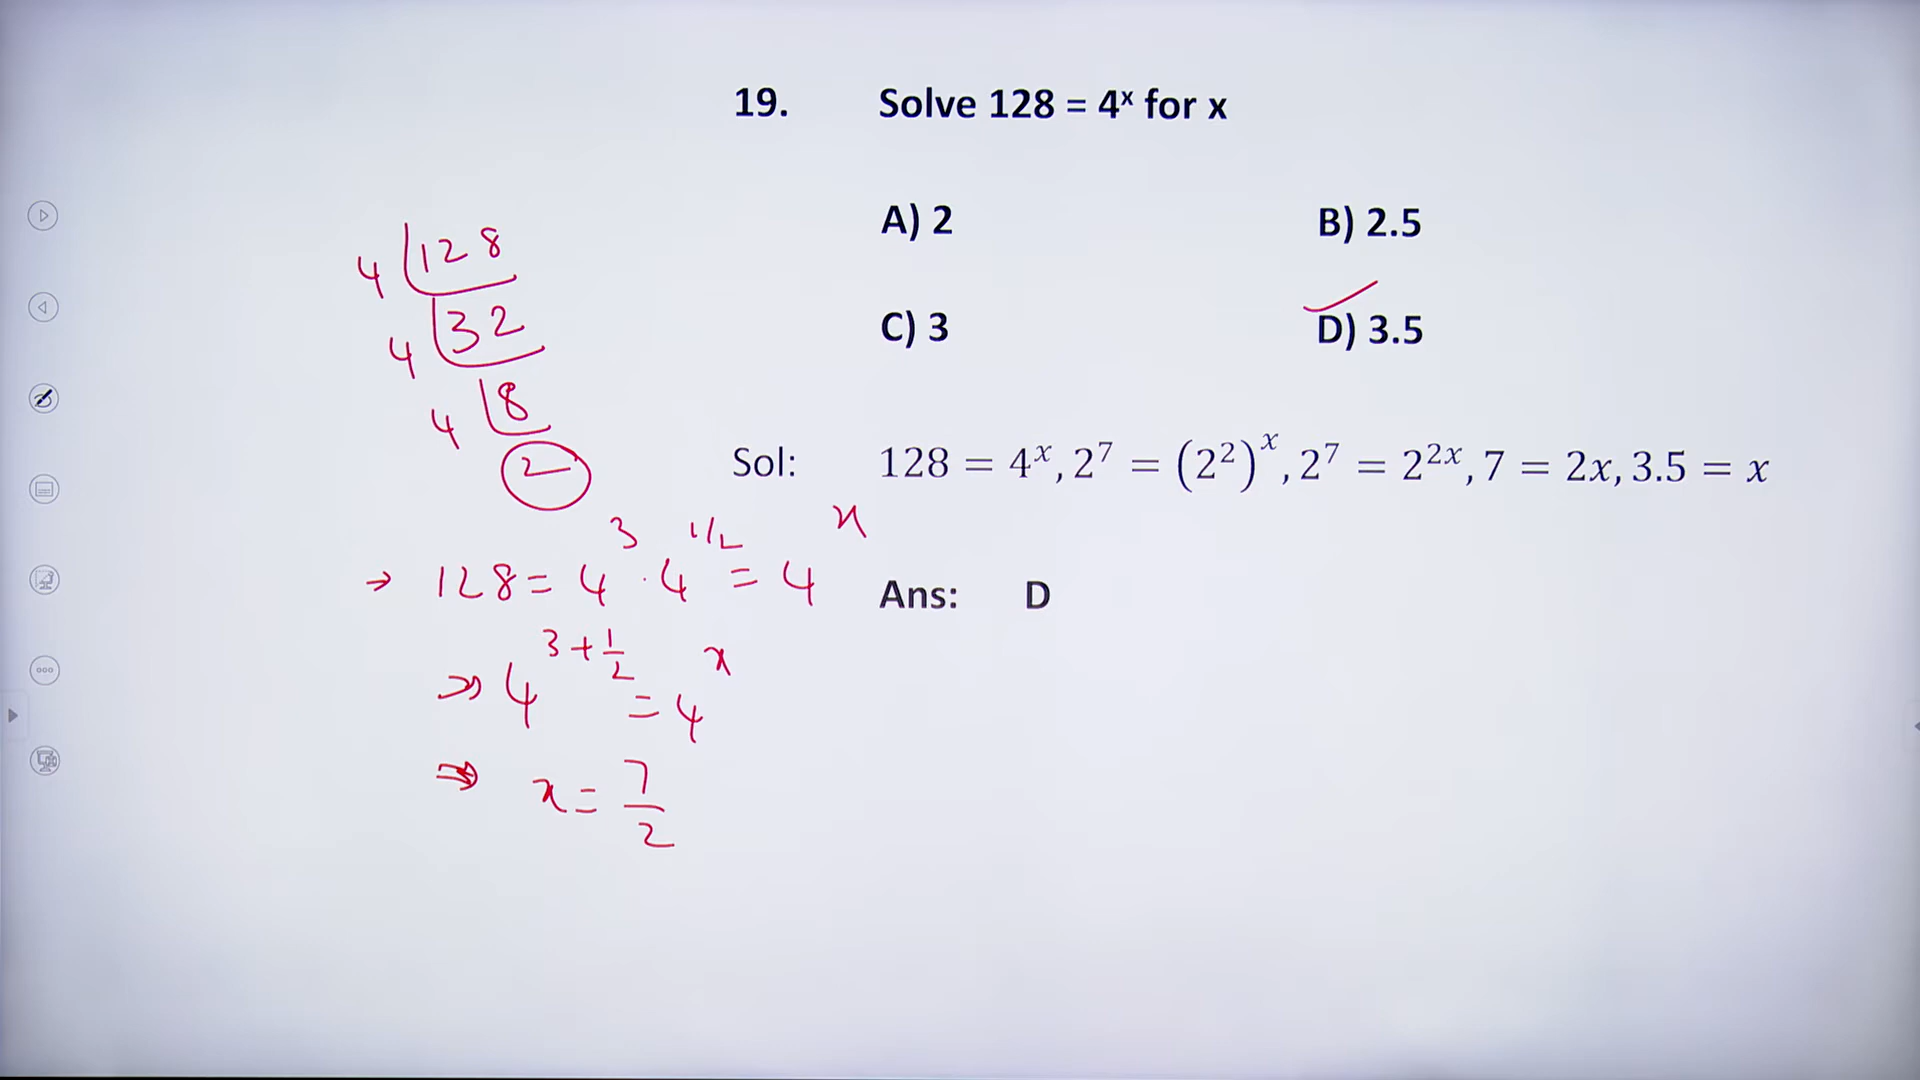 19. Solve 128 = 4ˣ for x
A) 2 B) 2.5
C) 3 D) 3.5
4 128
4 32
4 8
2
Sol: 128 = 4ˣ, 2⁷ = (2²)ˣ, 2⁷ = 2²ˣ, 7 = 2x, 3.5 = x
→ 128 = 4³ · 4^1/2 = 4ˣ
Ans: D
⇒ 4^(3 + 1/2) = 4ˣ
⇒ x = 7/2